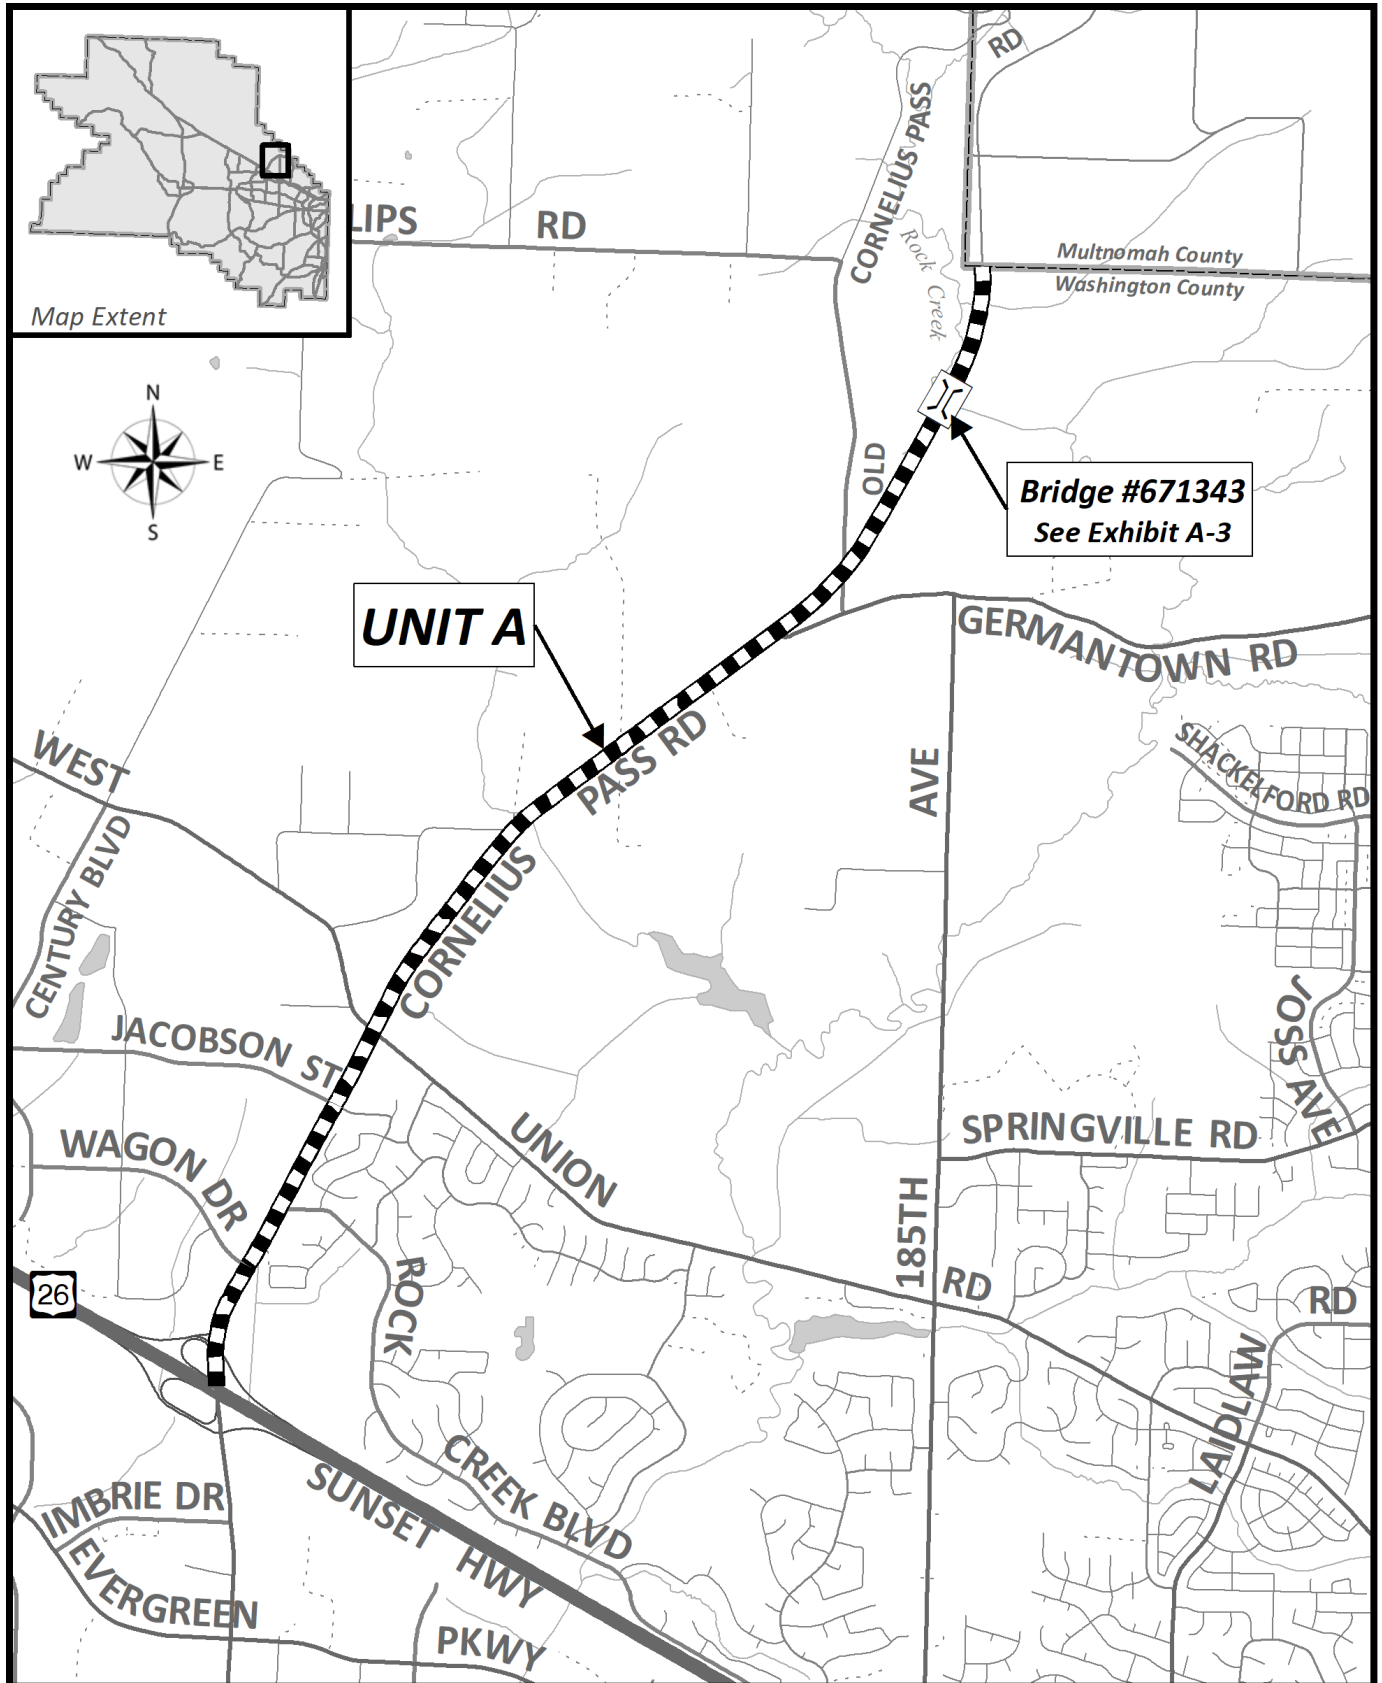 RD
CORNELIUS PASS
LIPS RD
Rock Creek
Multnomah County
Washington County
Map Extent
N
W E
S
OLD
Bridge #671343
See Exhibit A-3
UNIT A
GERMANTOWN RD
WEST
PASS RD
SHACKELFORD RD
AVE
CENTURY BLVD
CORNELIUS
JOSS AVE
JACOBSON ST
UNION
SPRINGVILLE RD
WAGON DR
185TH
RD
26
ROCK
RD
LAIDLAW
CREEK BLVD
SUNSET HWY
IMBRIE DR
EVERGREEN
PKWY